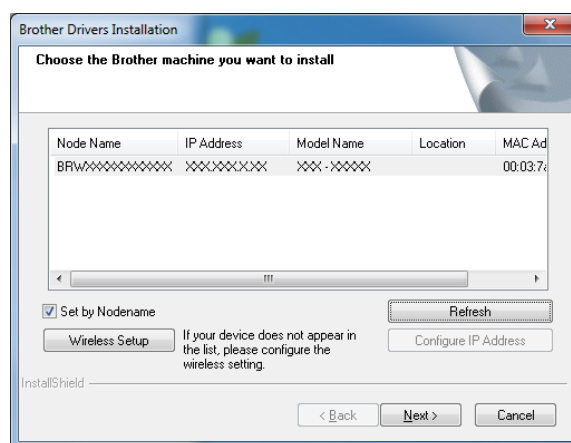 Brother Drivers Installation
Choose the Brother machine you want to install
Node Name IP Address Model Name Location MAC Ad
BRWXXXXXXXXXXXX XXX.XXX.X.XX XXX - XXXXX 00:03:7a
Set by Nodename
Refresh
Wireless Setup
If your device does not appear in
the list, please configure the
wireless setting.
Configure IP Address
InstallShield
< Back Next > Cancel